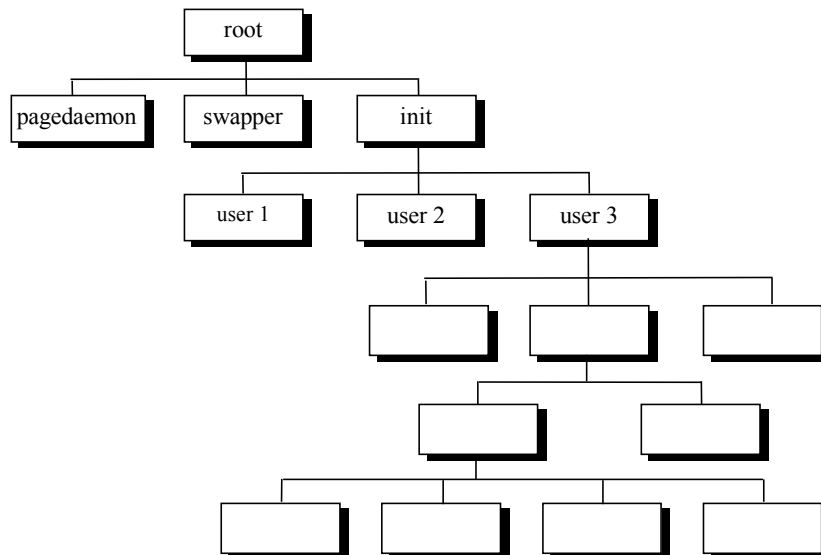 root
pagedaemon
swapper
init
user 1
user 2
user 3